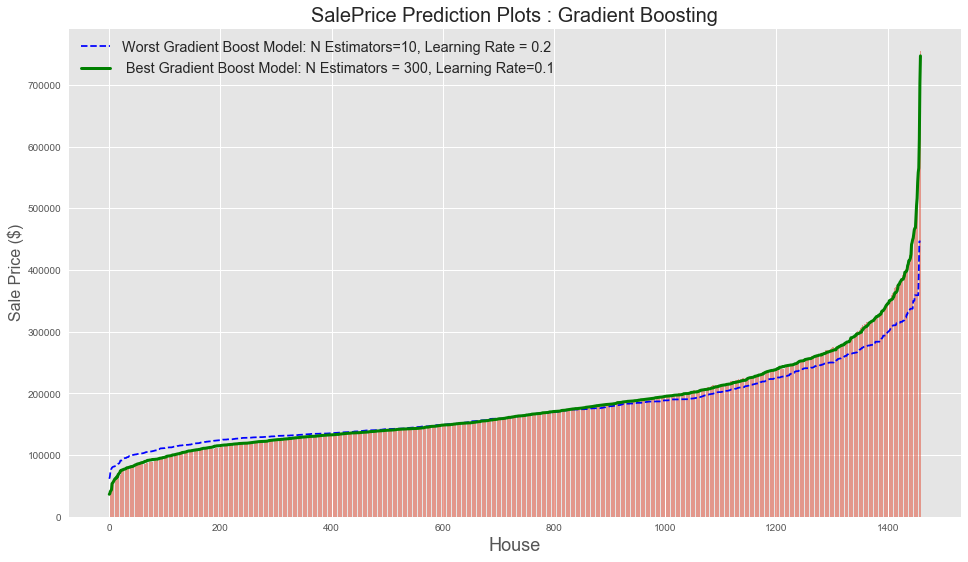 SalePrice Prediction Plots : Gradient Boosting
Worst Gradient Boost Model: N Estimators=10, Learning Rate = 0.2
Best Gradient Boost Model: N Estimators = 300, Learning Rate=0.1
Sale Price ($)
700000
600000
500000
400000
300000
200000
100000
0
0 200 400 600 800 1000 1200 1400
House